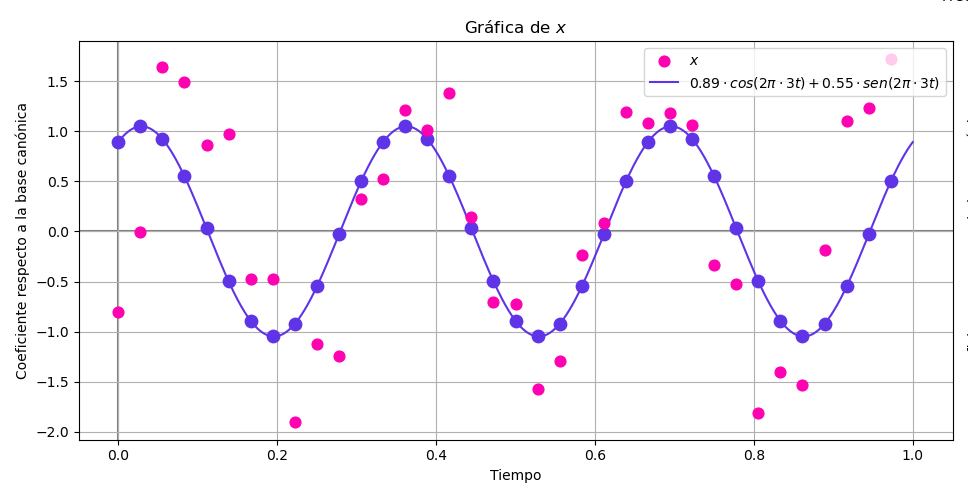 Gráfica de x
x
0.89 · cos(2π · 3t) + 0.55 · sen(2π · 3t)
Coeficiente respecto a la base canónica
1.5
1.0
0.5
0.0
−0.5
−1.0
−1.5
−2.0
0.0 0.2 0.4 0.6 0.8 1.0
Tiempo